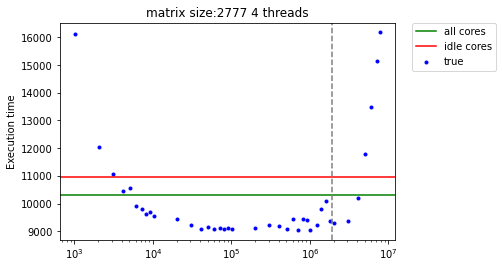 matrix size:2777 4 threads
Execution time
16000
15000
14000
13000
12000
11000
10000
9000
10³
10⁴
10⁵
10⁶
10⁷
all cores
idle cores
true